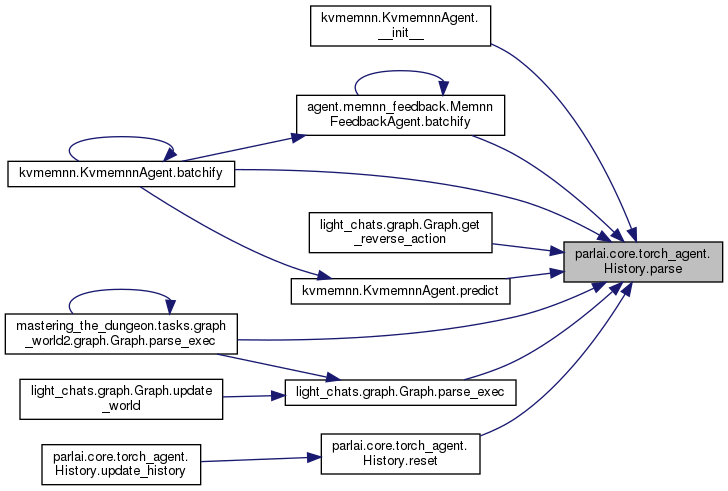 kvmemnn.KvmemnnAgent.
__init__
agent.memnn_feedback.Memnn
FeedbackAgent.batchify
kvmemnn.KvmemnnAgent.batchify
light_chats.graph.Graph.get
_reverse_action
parlai.core.torch_agent.
History.parse
kvmemnn.KvmemnnAgent.predict
mastering_the_dungeon.tasks.graph
_world2.graph.Graph.parse_exec
light_chats.graph.Graph.update
_world
light_chats.graph.Graph.parse_exec
parlai.core.torch_agent.
History.update_history
parlai.core.torch_agent.
History.reset